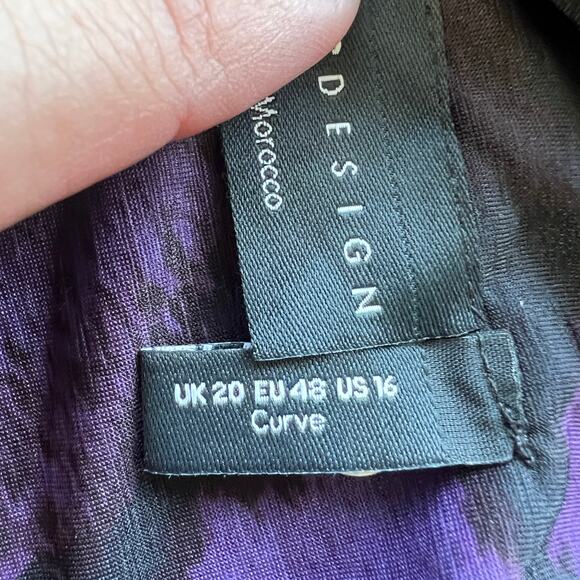 DESIGN
Morocco
UK 20 EU 48 US 16
Curve